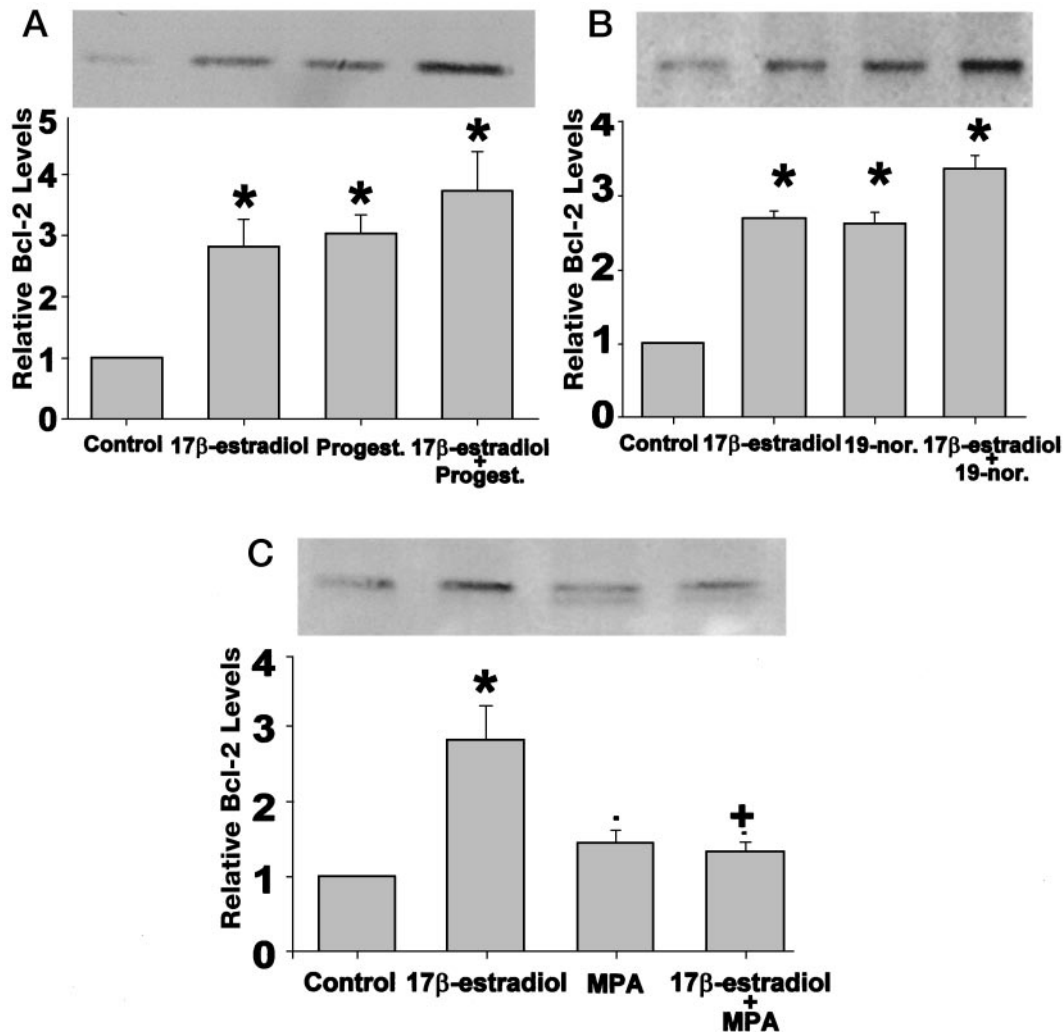 A
Relative Bcl-2 Levels
5
4
3
2
1
0
*
*
*
Control 17β-estradiol Progest. 17β-estradiol
+
Progest.
B
Relative Bcl-2 Levels
4
3
2
1
0
*
*
*
Control 17β-estradiol 19-nor. 17β-estradiol
+
19-nor.
C
Relative Bcl-2 Levels
4
3
2
1
0
*
+
Control 17β-estradiol MPA 17β-estradiol
+
MPA